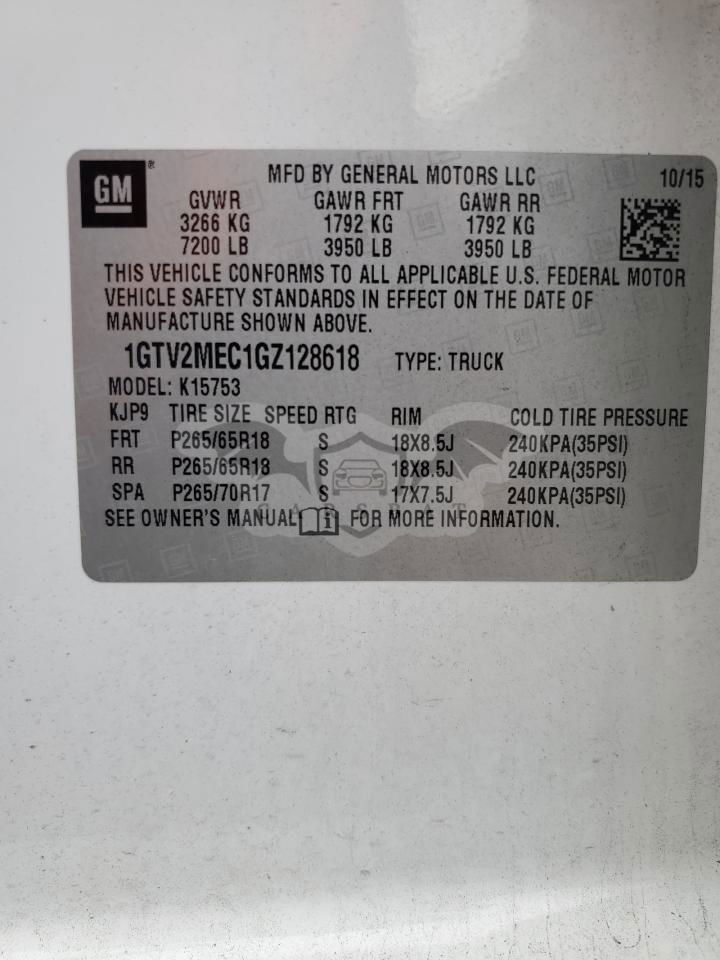 GM® MFD BY GENERAL MOTORS LLC 10/15
GVWR GAWR FRT GAWR RR
3266 KG 1792 KG 1792 KG
7200 LB 3950 LB 3950 LB
THIS VEHICLE CONFORMS TO ALL APPLICABLE U.S. FEDERAL MOTOR
VEHICLE SAFETY STANDARDS IN EFFECT ON THE DATE OF
MANUFACTURE SHOWN ABOVE.
1GTV2MEC1GZ128618 TYPE: TRUCK
MODEL: K15753
KJP9 TIRE SIZE SPEED RTG RIM COLD TIRE PRESSURE
FRT P265/65R18 S 18X8.5J 240KPA(35PSI)
RR P265/65R18 S 18X8.5J 240KPA(35PSI)
SPA P265/70R17 S 17X7.5J 240KPA(35PSI)
SEE OWNER'S MANUAL i FOR MORE INFORMATION.